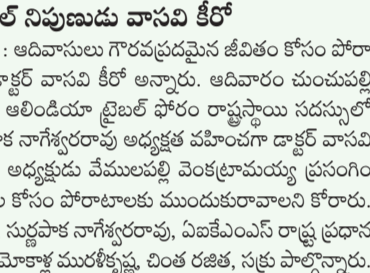 ల్ నిపుణుడు వాసవి కీరో
: ఆదివాసులు గౌరవప్రదమైన జీవితం కోసం పోరా
డాక్టర్ వాసవి కీరో అన్నారు. ఆదివారం చుంచుపల్లి
ఆలిండియా ట్రైబల్ ఫోరం రాష్ట్రస్థాయి సదస్సులో
పాక నాగేశ్వరరావు అధ్యక్షత వహించగా డాక్టర్ వాసవి
అధ్యక్షుడు వేములపల్లి వెంకట్రామయ్య ప్రసంగిం
ల కోసం పోరాటాలకు ముందుకురావాలని కోరారు.
సుర్ణపాక నాగేశ్వరరావు, ఏఐకేఎంఎస్ రాష్ట్ర ప్రధాన
మోకాళ్ల మురళీకృష్ణ, చింత రజిత, సక్రు పాల్గొన్నారు.